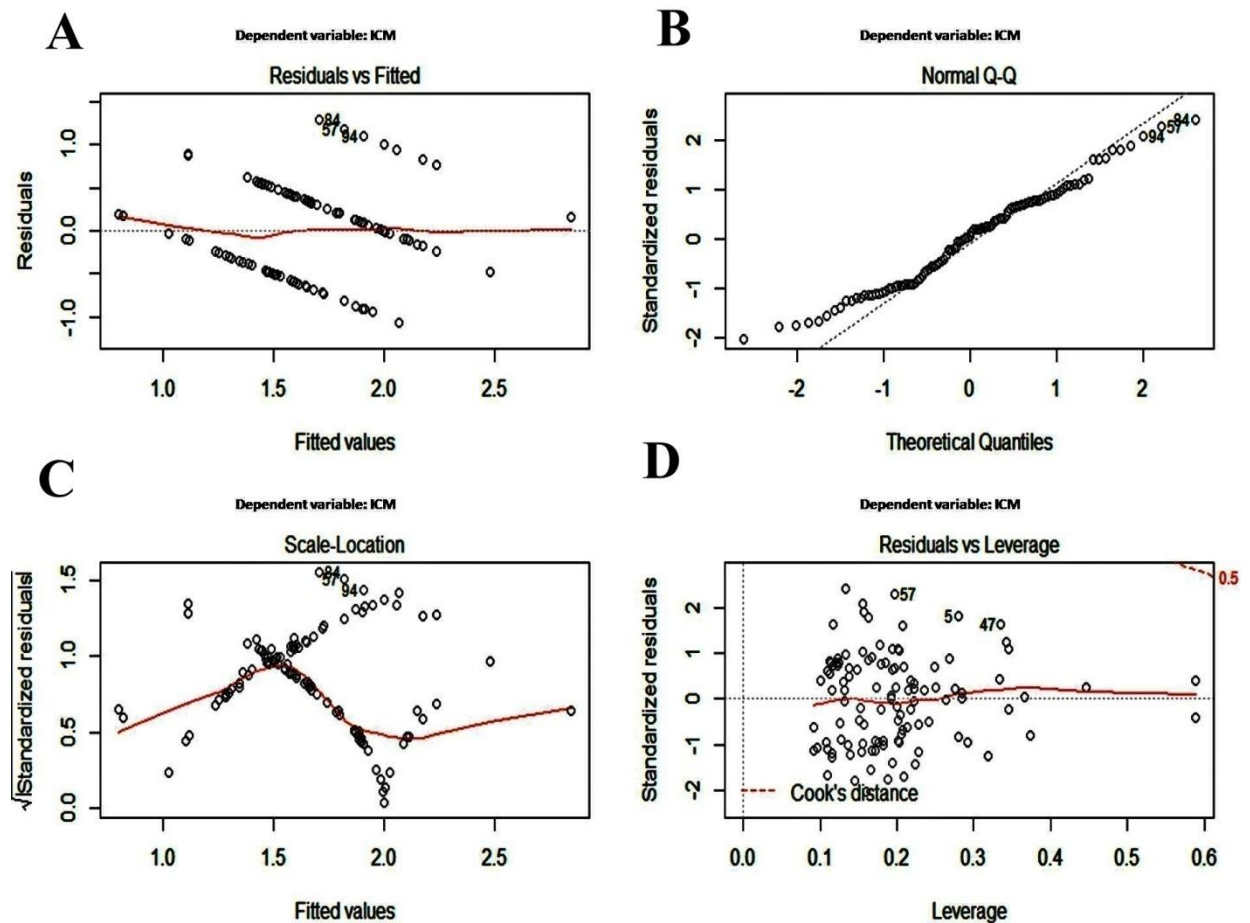 A
Dependent variable: ICM
Residuals vs Fitted
Residuals
1.0
0.0
-1.0
84
57
94
1.0 1.5 2.0 2.5
Fitted values
B
Dependent variable: ICM
Normal Q-Q
Standardized residuals
2
1
0
-1
-2
84
57
94
-2 -1 0 1 2
Theoretical Quantiles
C
Dependent variable: ICM
Scale-Location
√|Standardized residuals|
1.5
1.0
0.5
0.0
84
57
94
1.0 1.5 2.0 2.5
Fitted values
D
Dependent variable: ICM
Residuals vs Leverage
Standardized residuals
2
1
0
-1
-2
57
5
47
0.5
Cook's distance
0.0 0.1 0.2 0.3 0.4 0.5 0.6
Leverage